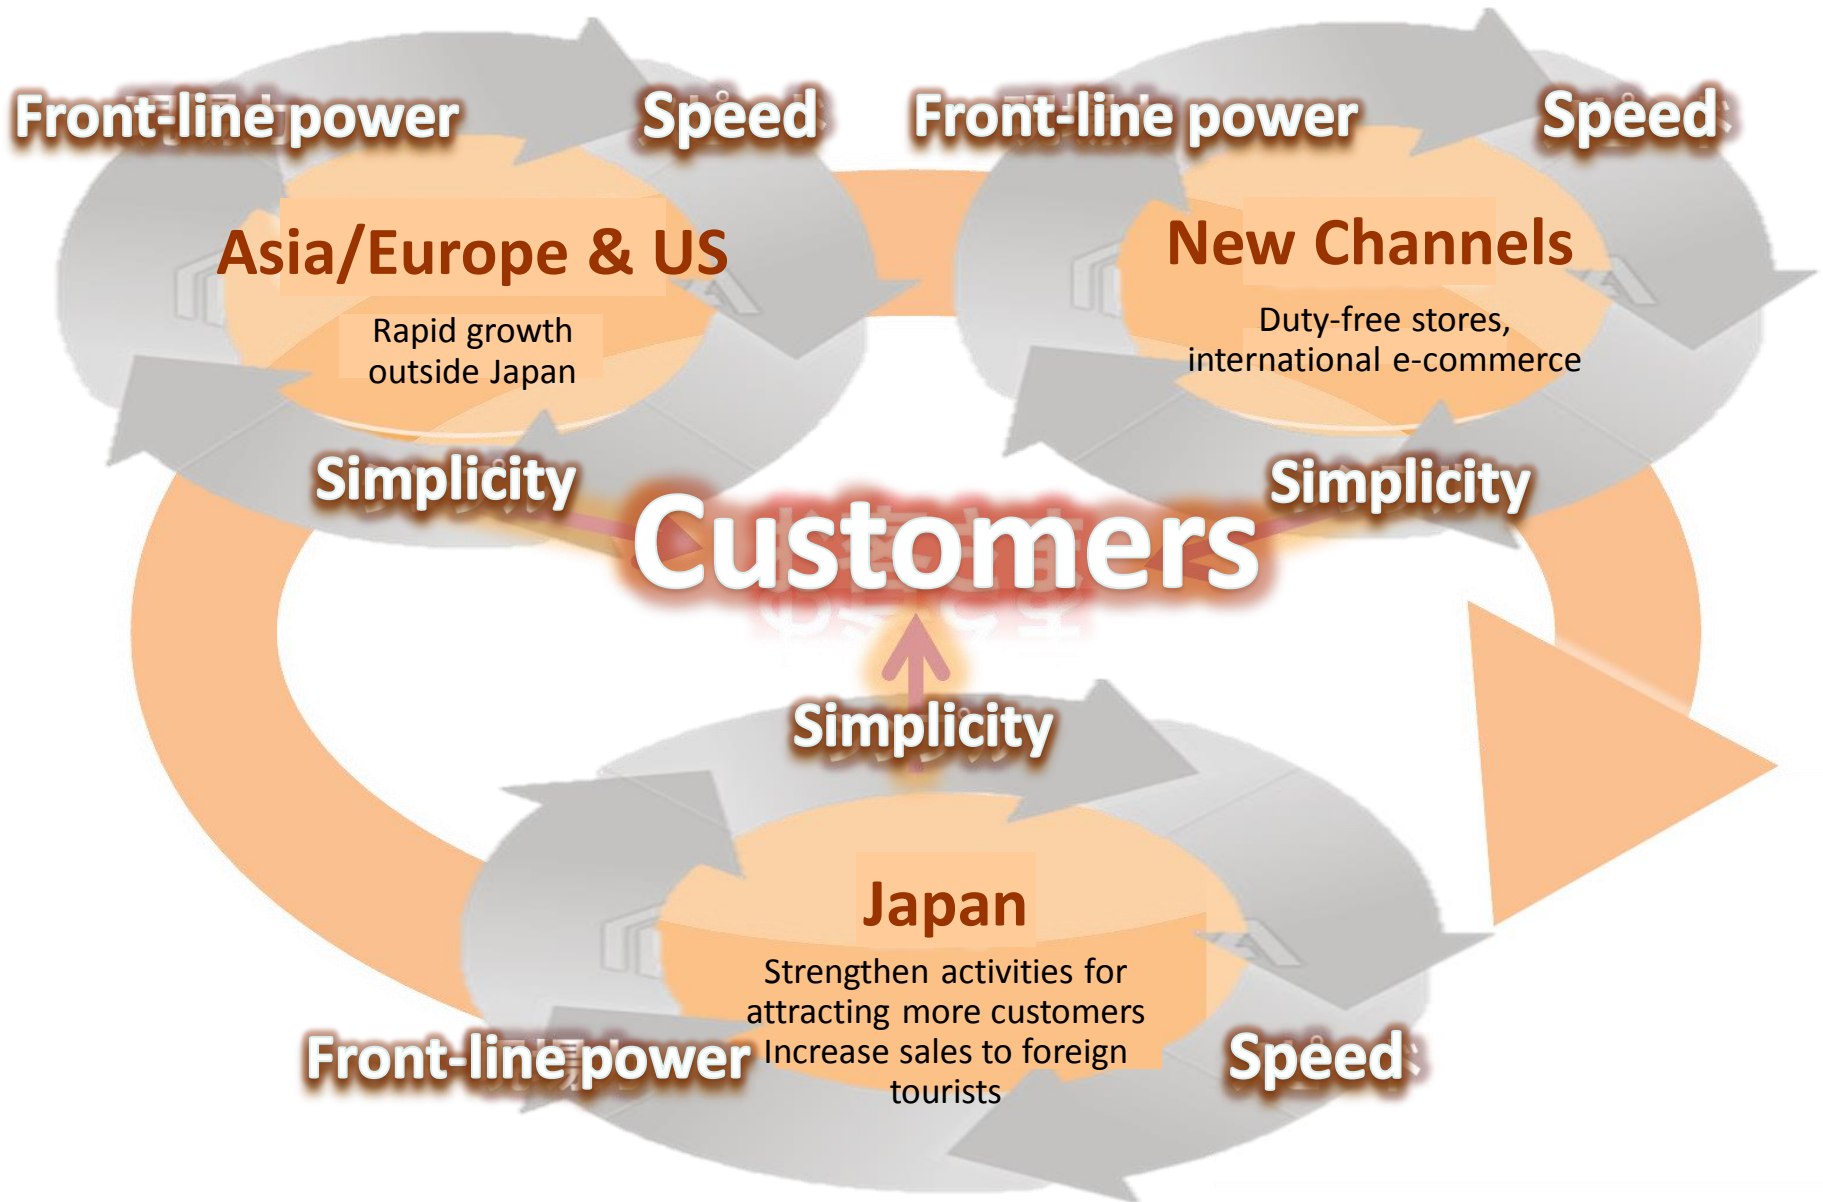 Front-line power
Speed
Asia/Europe & US
Rapid growth
outside Japan
Simplicity
Front-line power
Speed
New Channels
Duty-free stores,
international e-commerce
Simplicity
Customers
Simplicity
Japan
Strengthen activities for
attracting more customers
Increase sales to foreign
tourists
Front-line power
Speed